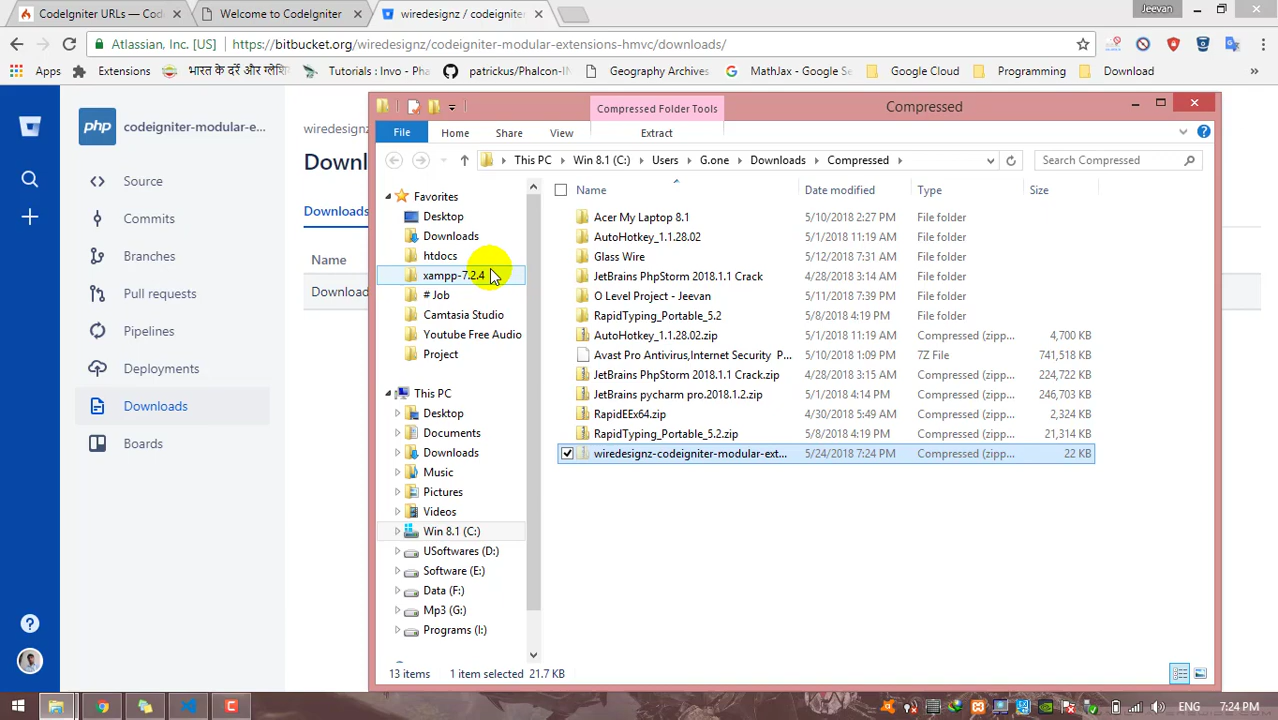 CodeIgniter URLs — Cod
Welcome to CodeIgniter
wiredesignz / codeignite
Jeevan
Atlassian, Inc. [US]
https://bitbucket.org/wiredesignz/codeigniter-modular-extensions-hmvc/downloads/
Apps
Extensions
भारत के दर्रे और ग्लेशि
Tutorials : Invo - Pha
patrickus/Phalcon-IN
Geography Archives
MathJax - Google Se
Google Cloud
Programming
Download
»
php
codeigniter-modular-e...
Source
Commits
Branches
Pull requests
Pipelines
Deployments
Downloads
Boards
wiredesignz
Down
Downloads
Name
Download
Compressed Folder Tools
Compressed
File
Home
Share
View
Extract
This PC
Win 8.1 (C:)
Users
G.one
Downloads
Compressed
Search Compressed
Favorites
Desktop
Downloads
htdocs
xampp-7.2.4
# Job
Camtasia Studio
Youtube Free Audio
Project
This PC
Desktop
Documents
Downloads
Music
Pictures
Videos
Win 8.1 (C:)
USoftwares (D:)
Software (E:)
Data (F:)
Mp3 (G:)
Programs (I:)
Name Date modified Type Size
Acer My Laptop 8.1 5/10/2018 2:27 PM File folder
AutoHotkey_1.1.28.02 5/1/2018 11:19 AM File folder
Glass Wire 5/12/2018 7:31 AM File folder
JetBrains PhpStorm 2018.1.1 Crack 4/28/2018 3:14 AM File folder
O Level Project - Jeevan 5/11/2018 7:39 PM File folder
RapidTyping_Portable_5.2 5/8/2018 4:19 PM File folder
AutoHotkey_1.1.28.02.zip 5/1/2018 11:19 AM Compressed (zipp... 4,700 KB
Avast Pro Antivirus,Internet Security P... 5/10/2018 1:09 PM 7Z File 741,518 KB
JetBrains PhpStorm 2018.1.1 Crack.zip 4/28/2018 3:15 AM Compressed (zipp... 224,722 KB
JetBrains pycharm pro.2018.1.2.zip 5/18/2018 4:14 PM Compressed (zipp... 246,703 KB
RapidEEx64.zip 4/30/2018 5:49 AM Compressed (zipp... 2,324 KB
RapidTyping_Portable_5.2.zip 5/8/2018 4:19 PM Compressed (zipp... 21,314 KB
wiredesignz-codeigniter-modular-ext... 5/24/2018 7:24 PM Compressed (zipp... 22 KB
13 items
1 item selected 21.7 KB
ENG
7:24 PM